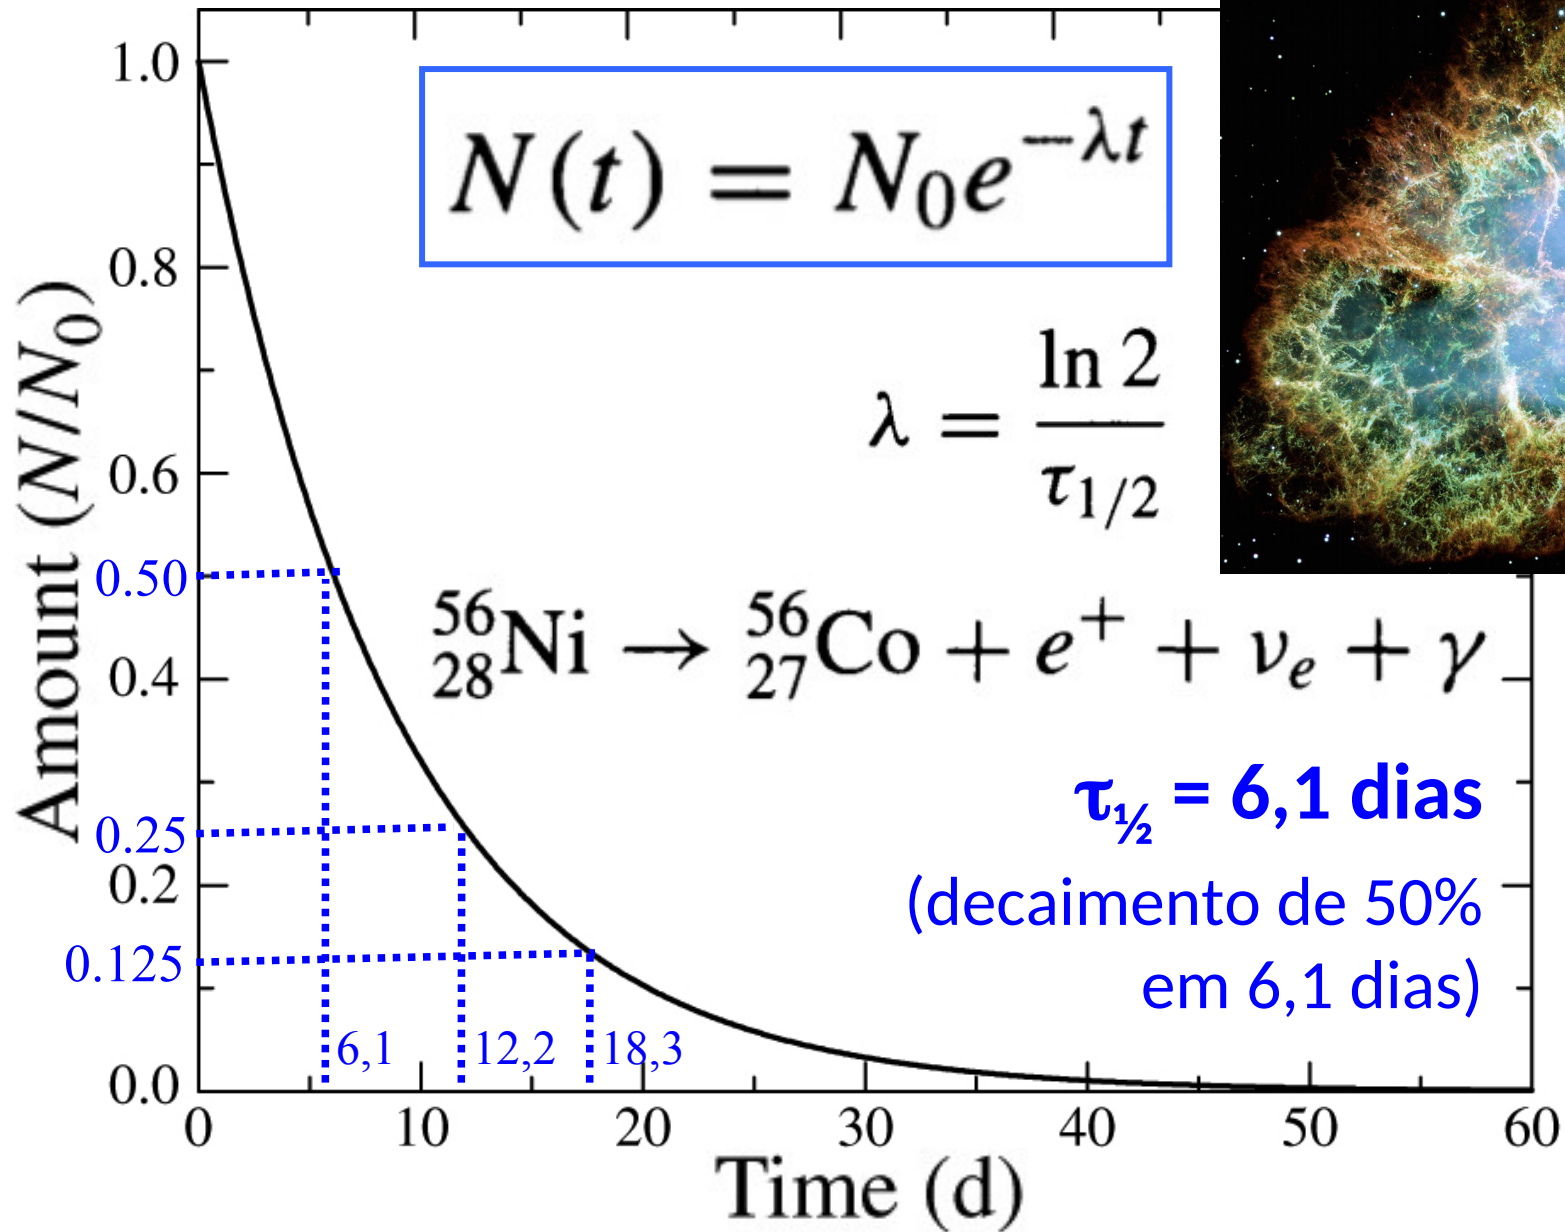 1.0
N(t) = N₀e^−λt
0.8
λ = ln 2 / τ₁/₂
0.6
0.50
⁵⁶₂₈Ni → ⁵⁶₂₇Co + e⁺ + νₑ + γ
0.4
τ½ = 6,1 dias
0.25
0.2
(decaimento de 50%
em 6,1 dias)
0.125
6,1 12,2 18,3
0.0
0 10 20 30 40 50 60
Time (d)
Amount (N/N₀)